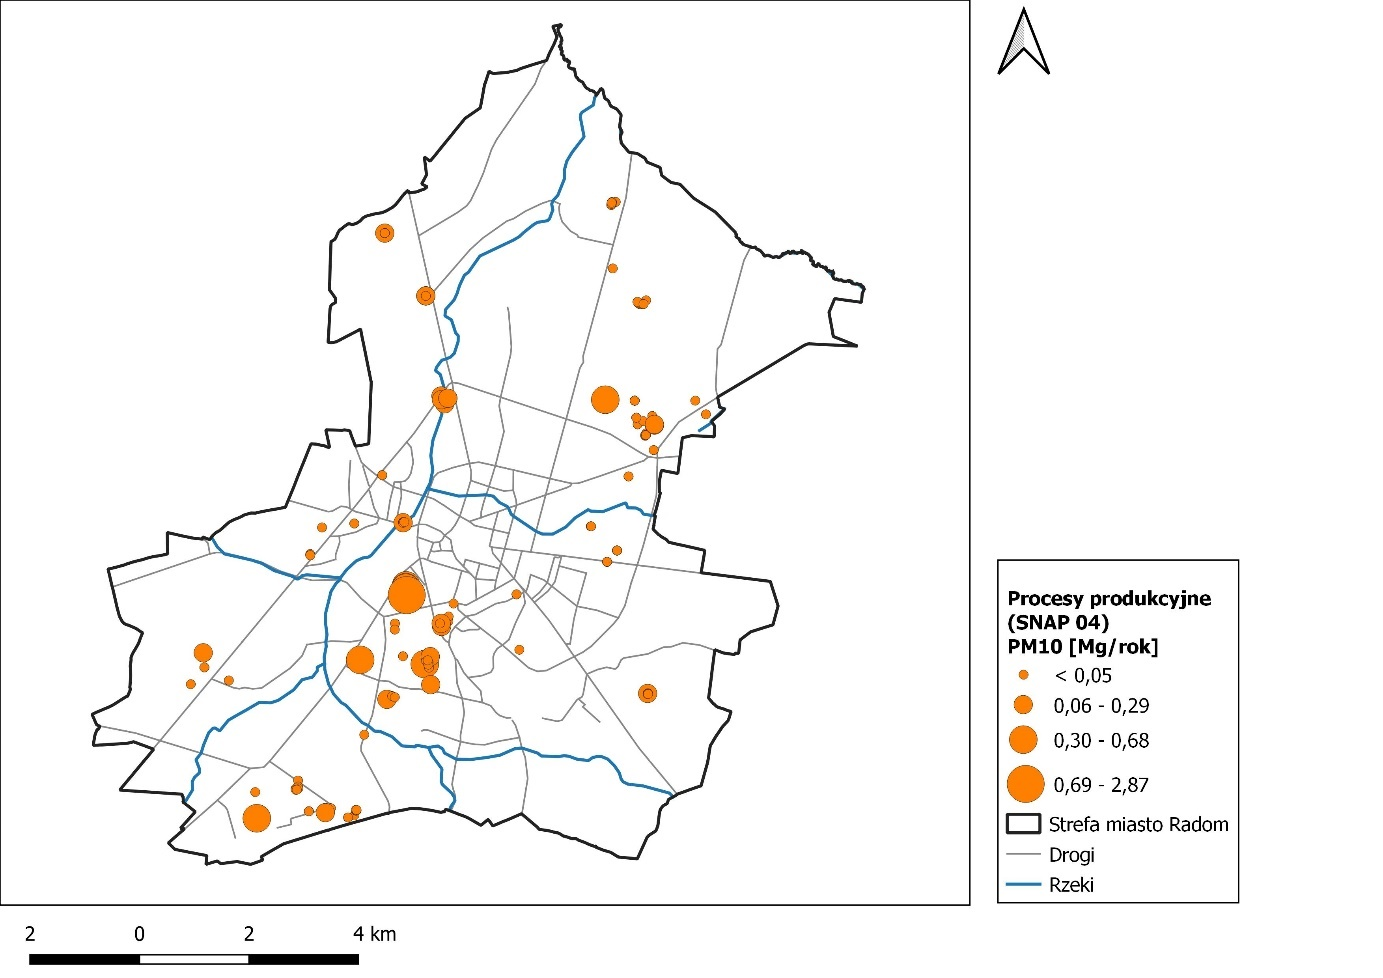 Procesy produkcyjne
(SNAP 04)
PM10 [Mg/rok]
< 0,05
0,06 - 0,29
0,30 - 0,68
0,69 - 2,87
Strefa miasto Radom
Drogi
Rzeki
2 0 2 4 km